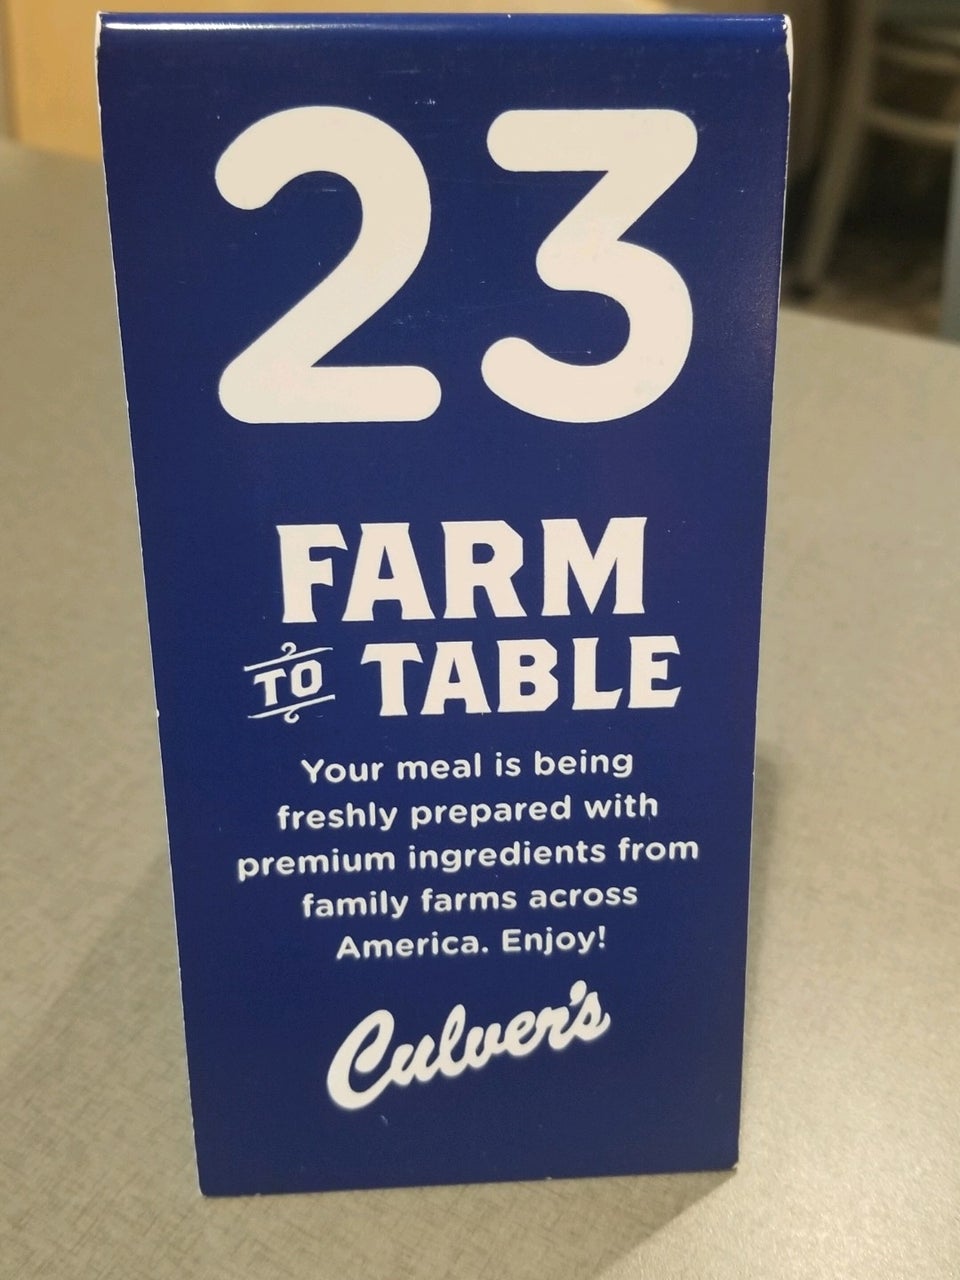 23
FARM
TO TABLE
Your meal is being
freshly prepared with
premium ingredients from
family farms across
America. Enjoy!
Culver's